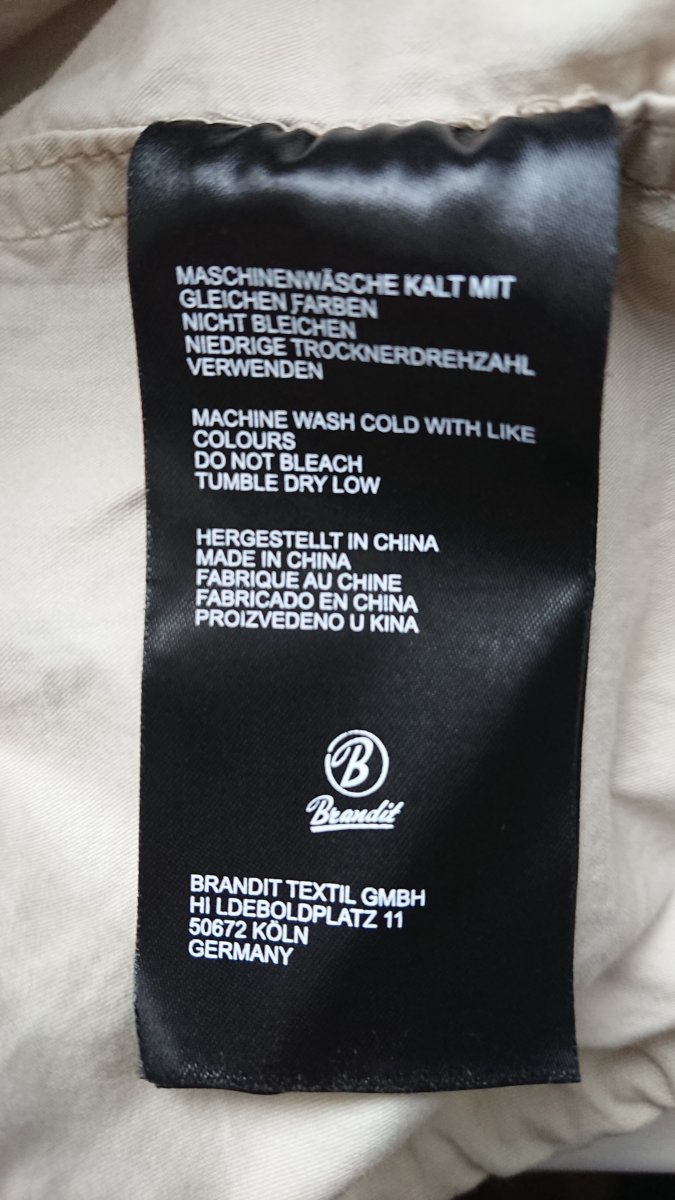 MASCHINENWÄSCHE KALT MIT
GLEICHEN FARBEN
NICHT BLEICHEN
NIEDRIGE TROCKNERDREHZAHL
VERWENDEN
MACHINE WASH COLD WITH LIKE
COLOURS
DO NOT BLEACH
TUMBLE DRY LOW
HERGESTELLT IN CHINA
MADE IN CHINA
FABRIQUE AU CHINE
FABRICADO EN CHINA
PROIZVEDENO U KINA
B
Brandit
BRANDIT TEXTIL GMBH
HI LDEBOLDPLATZ 11
50672 KÖLN
GERMANY